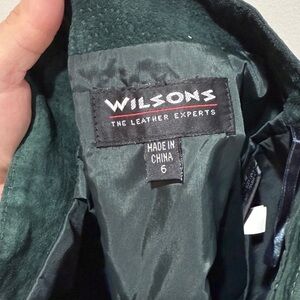 WILSONS
THE LEATHER EXPERTS
MADE IN
CHINA
6